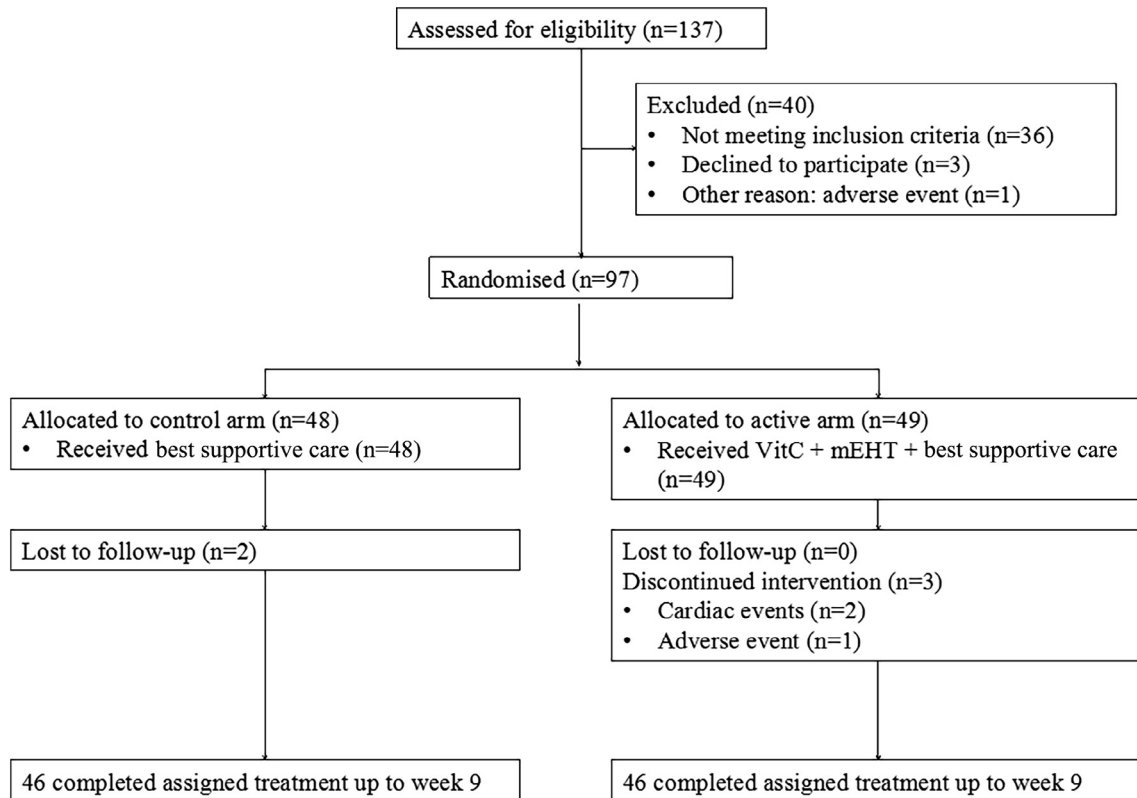 Assessed for eligibility (n=137)
Excluded (n=40)
• Not meeting inclusion criteria (n=36)
• Declined to participate (n=3)
• Other reason: adverse event (n=1)
Randomised (n=97)
Allocated to control arm (n=48)
• Received best supportive care (n=48)
Allocated to active arm (n=49)
• Received VitC + mEHT + best supportive care
(n=49)
Lost to follow-up (n=2)
Lost to follow-up (n=0)
Discontinued intervention (n=3)
• Cardiac events (n=2)
• Adverse event (n=1)
46 completed assigned treatment up to week 9
46 completed assigned treatment up to week 9